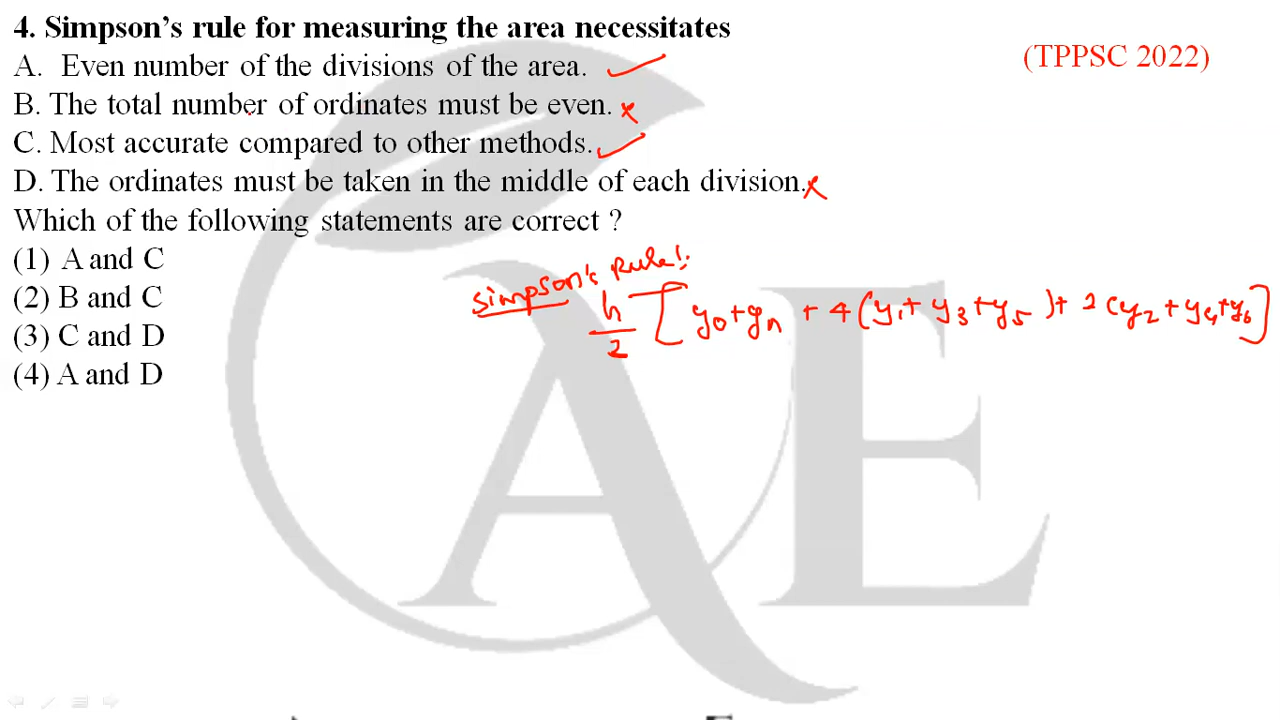 4. Simpson's rule for measuring the area necessitates
(TPPSC 2022)
A. Even number of the divisions of the area.
B. The total number of ordinates must be even.
C. Most accurate compared to other methods.
D. The ordinates must be taken in the middle of each division.
Which of the following statements are correct ?
(1) A and C
(2) B and C
(3) C and D
(4) A and D
Simpson's Rule:
h/2 [y0+yn + 4(y1+y3+y5)+2(y2+y4+y6]
AE